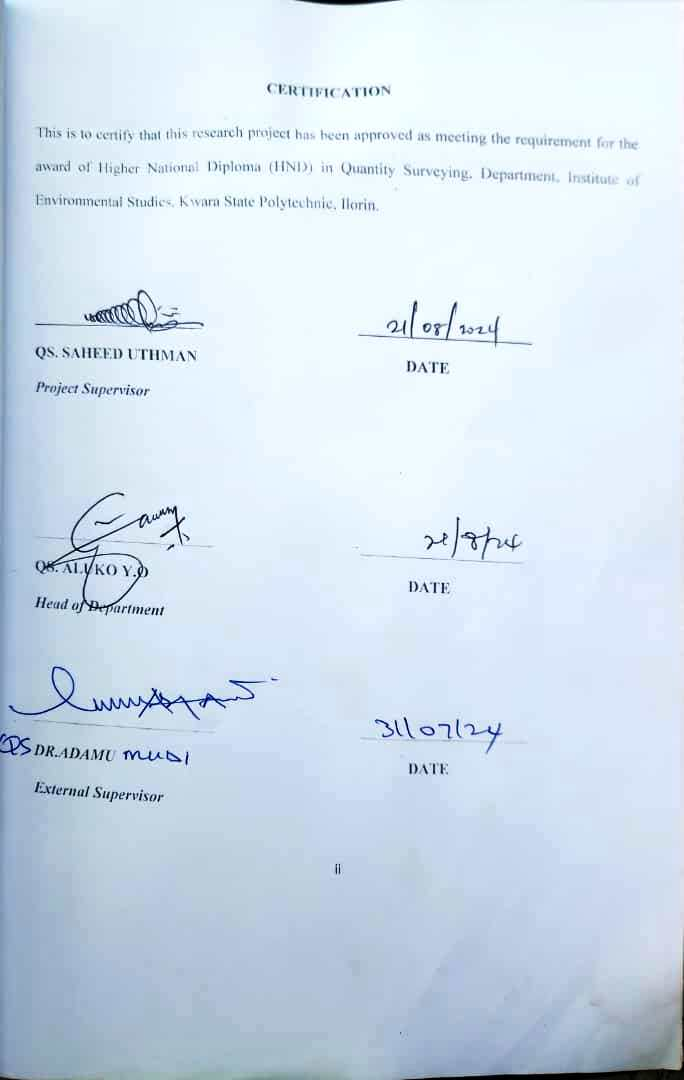 CERTIFICATION
This is to certify that this research project has been approved as meeting the requirement for the
award of Higher National Diploma (HND) in Quantity Surveying, Department, Institute of
Environmental Studies, Kwara State Polytechnic, Ilorin.
21/08/2024
QS. SAHEED UTHMAN
DATE
Project Supervisor
QS. ALUKO Y.O
DATE
Head of Department
31/07/24
QS DR.ADAMU MUDI
DATE
External Supervisor
ii